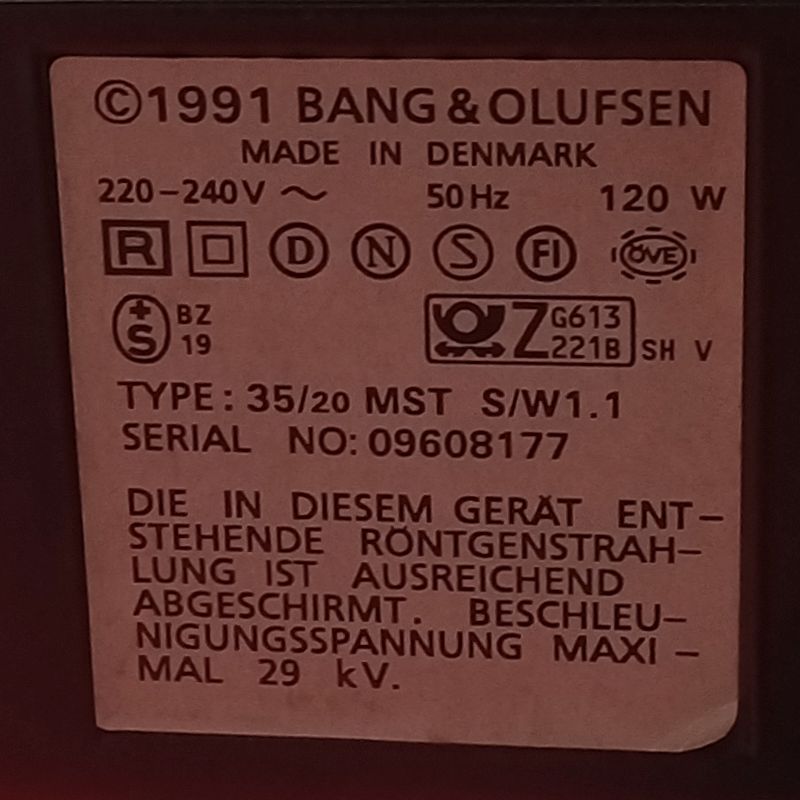 ©1991 BANG & OLUFSEN
MADE IN DENMARK
220-240V ~ 50 Hz 120 W
R D N S FI ÖVE
+S BZ 19
Z G613 221B SH V
TYPE: 35/20 MST S/W1.1
SERIAL NO: 09608177
DIE IN DIESEM GERÄT ENT-
STEHENDE RÖNTGENSTRAH-
LUNG IST AUSREICHEND
ABGESCHIRMT. BESCHLEU-
NIGUNGSSPANNUNG MAXI-
MAL 29 kV.